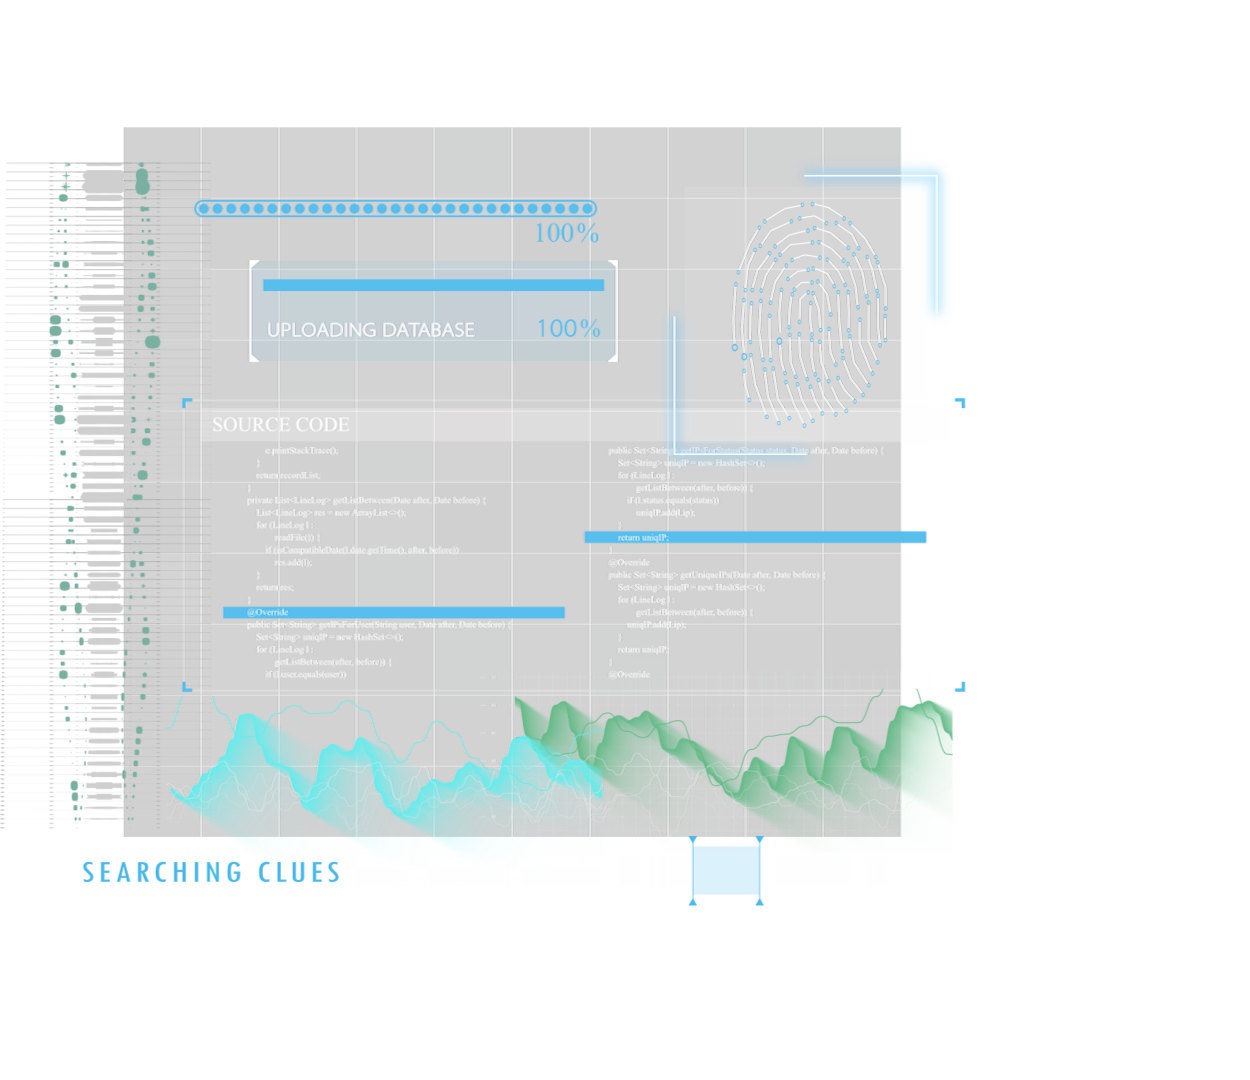 100%
UPLOADING DATABASE 100%
SOURCE CODE
e.printStackTrace();
}
return recordList;
}
private List<LineLog> getListBetween(Date after, Date before) {
List<LineLog> res = new ArrayList<>();
for (LineLog l :
readFile()) {
if (isCompatibleDate(l.date.getTime(), after, before))
res.add(l);
}
return res;
}
@Override
public Set<String> getIPsForUser(String user, Date after, Date before) {
Set<String> uniqIP = new HashSet<>();
for (LineLog l :
getListBetween(after, before)) {
if (l.user.equals(user))
public Set<String> getIPsForStatus(Status status, Date after, Date before) {
Set<String> uniqIP = new HashSet<>();
for (LineLog l :
getListBetween(after, before)) {
if (l.status.equals(status))
uniqIP.add(l.ip);
}
return uniqIP;
}
@Override
public Set<String> getUniqueIPs(Date after, Date before) {
Set<String> uniqIP = new HashSet<>();
for (LineLog l :
getListBetween(after, before)) {
uniqIP.add(l.ip);
}
return uniqIP;
}
@Override
SEARCHING CLUES